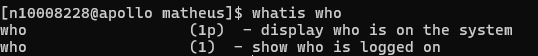 [n10008228@apollo matheus]$ whatis who
who                  (1p)  - display who is on the system
who                  (1)  - show who is logged on